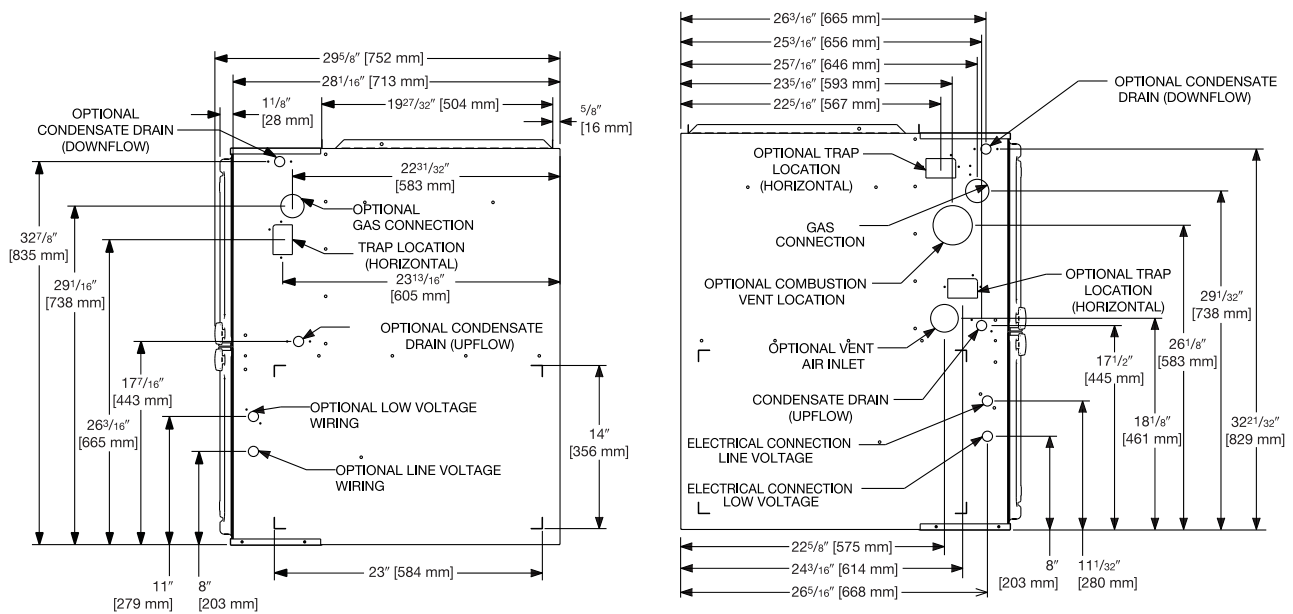 29 5/8" [752 mm]
28 1/16" [713 mm]
1 1/8"
[28 mm]
19 27/32" [504 mm]
5/8"
[16 mm]
OPTIONAL
CONDENSATE DRAIN
(DOWNFLOW)
22 31/32"
[583 mm]
OPTIONAL
GAS CONNECTION
32 7/8"
[835 mm]
TRAP LOCATION
(HORIZONTAL)
29 1/16"
[738 mm]
23 13/16"
[605 mm]
OPTIONAL CONDENSATE
DRAIN (UPFLOW)
17 7/16"
[443 mm]
26 3/16"
[665 mm]
OPTIONAL LOW VOLTAGE
WIRING
14"
[356 mm]
OPTIONAL LINE VOLTAGE
WIRING
23" [584 mm]
11"
[279 mm]
8"
[203 mm]
26 3/16" [665 mm]
25 3/16" [656 mm]
25 7/16" [646 mm]
23 5/16" [593 mm]
22 5/16" [567 mm]
OPTIONAL CONDENSATE
DRAIN (DOWNFLOW)
OPTIONAL TRAP
LOCATION
(HORIZONTAL)
GAS
CONNECTION
OPTIONAL COMBUSTION
VENT LOCATION
OPTIONAL TRAP
LOCATION
(HORIZONTAL)
29 1/32"
[738 mm]
OPTIONAL VENT
AIR INLET
26 1/8"
[583 mm]
17 1/2"
[445 mm]
CONDENSATE DRAIN
(UPFLOW)
18 1/8"
[461 mm]
32 21/32"
[829 mm]
ELECTRICAL CONNECTION
LINE VOLTAGE
ELECTRICAL CONNECTION
LOW VOLTAGE
22 5/8" [575 mm]
24 3/16" [614 mm]
26 5/16" [668 mm]
8"
[203 mm]
11 1/32"
[280 mm]